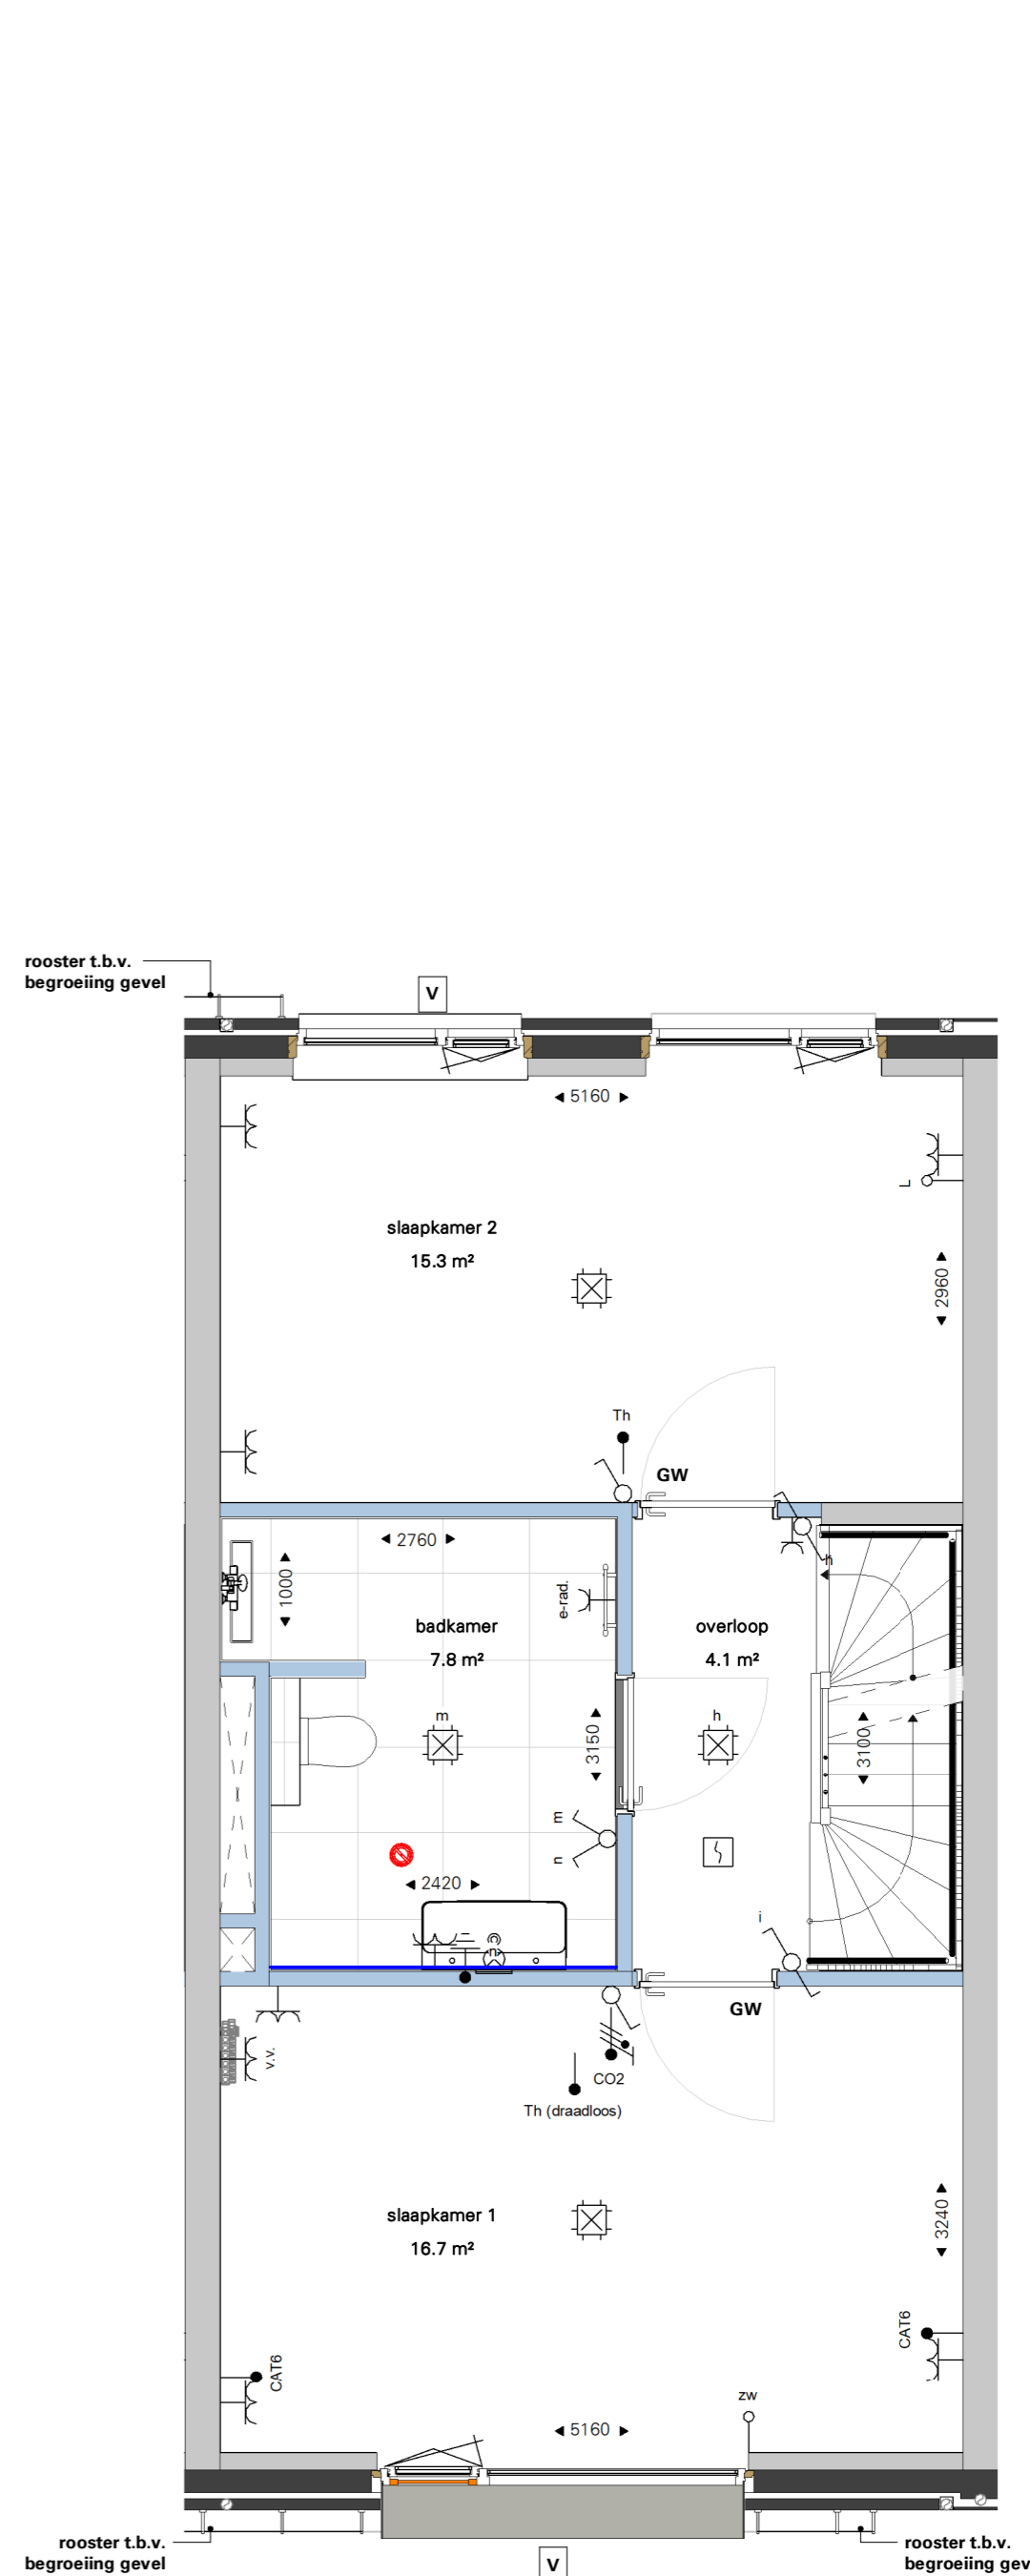 rooster t.b.v.
begroeiing gevel
V
5160
L
slaapkamer 2
15.3 m²
2960
Th
GW
2760
h
1000
e-rad.
badkamer
7.8 m²
overloop
4.1 m²
m
h
3150
3100
m
n
2420
i
GW
v.v.
CO2
Th (draadloos)
slaapkamer 1
16.7 m²
3240
CAT6
CAT6
zw
5160
rooster t.b.v.
begroeiing gevel
V
rooster t.b.v.
begroeiing gev